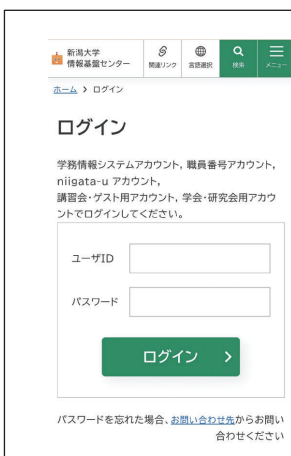 新潟大学
情報基盤センター
関連リンク
言語選択
検索
メニュー
ホーム > ログイン
ログイン
学務情報システムアカウント, 職員番号アカウント,
niigata-u アカウント,
講習会・ゲスト用アカウント, 学会・研究会用アカウ
ントでログインしてください。
ユーザID
パスワード
ログイン
パスワードを忘れた場合、お問い合わせ先からお問い
合わせください